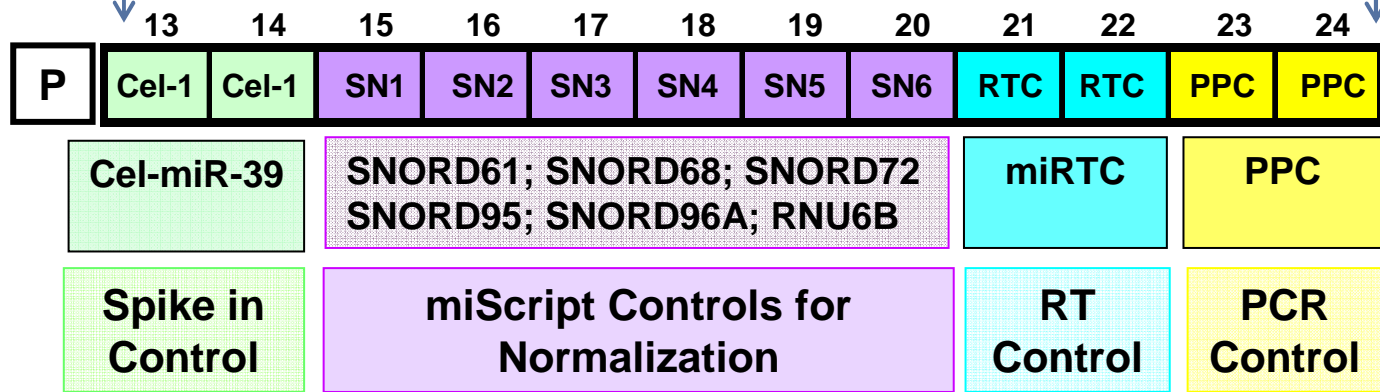 13 14 15 16 17 18 19 20 21 22 23 24
P Cel-1 Cel-1 SN1 SN2 SN3 SN4 SN5 SN6 RTC RTC PPC PPC
Cel-miR-39
SNORD61; SNORD68; SNORD72
SNORD95; SNORD96A; RNU6B
miRTC
PPC
Spike in
Control
miScript Controls for
Normalization
RT
Control
PCR
Control